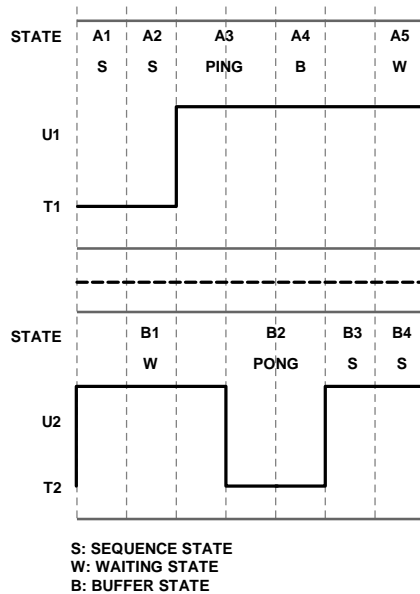 STATE A1 A2 A3 A4 A5
S S PING B W
U1
T1
STATE B1 B2 B3 B4
W PONG S S
U2
T2
S: SEQUENCE STATE
W: WAITING STATE
B: BUFFER STATE